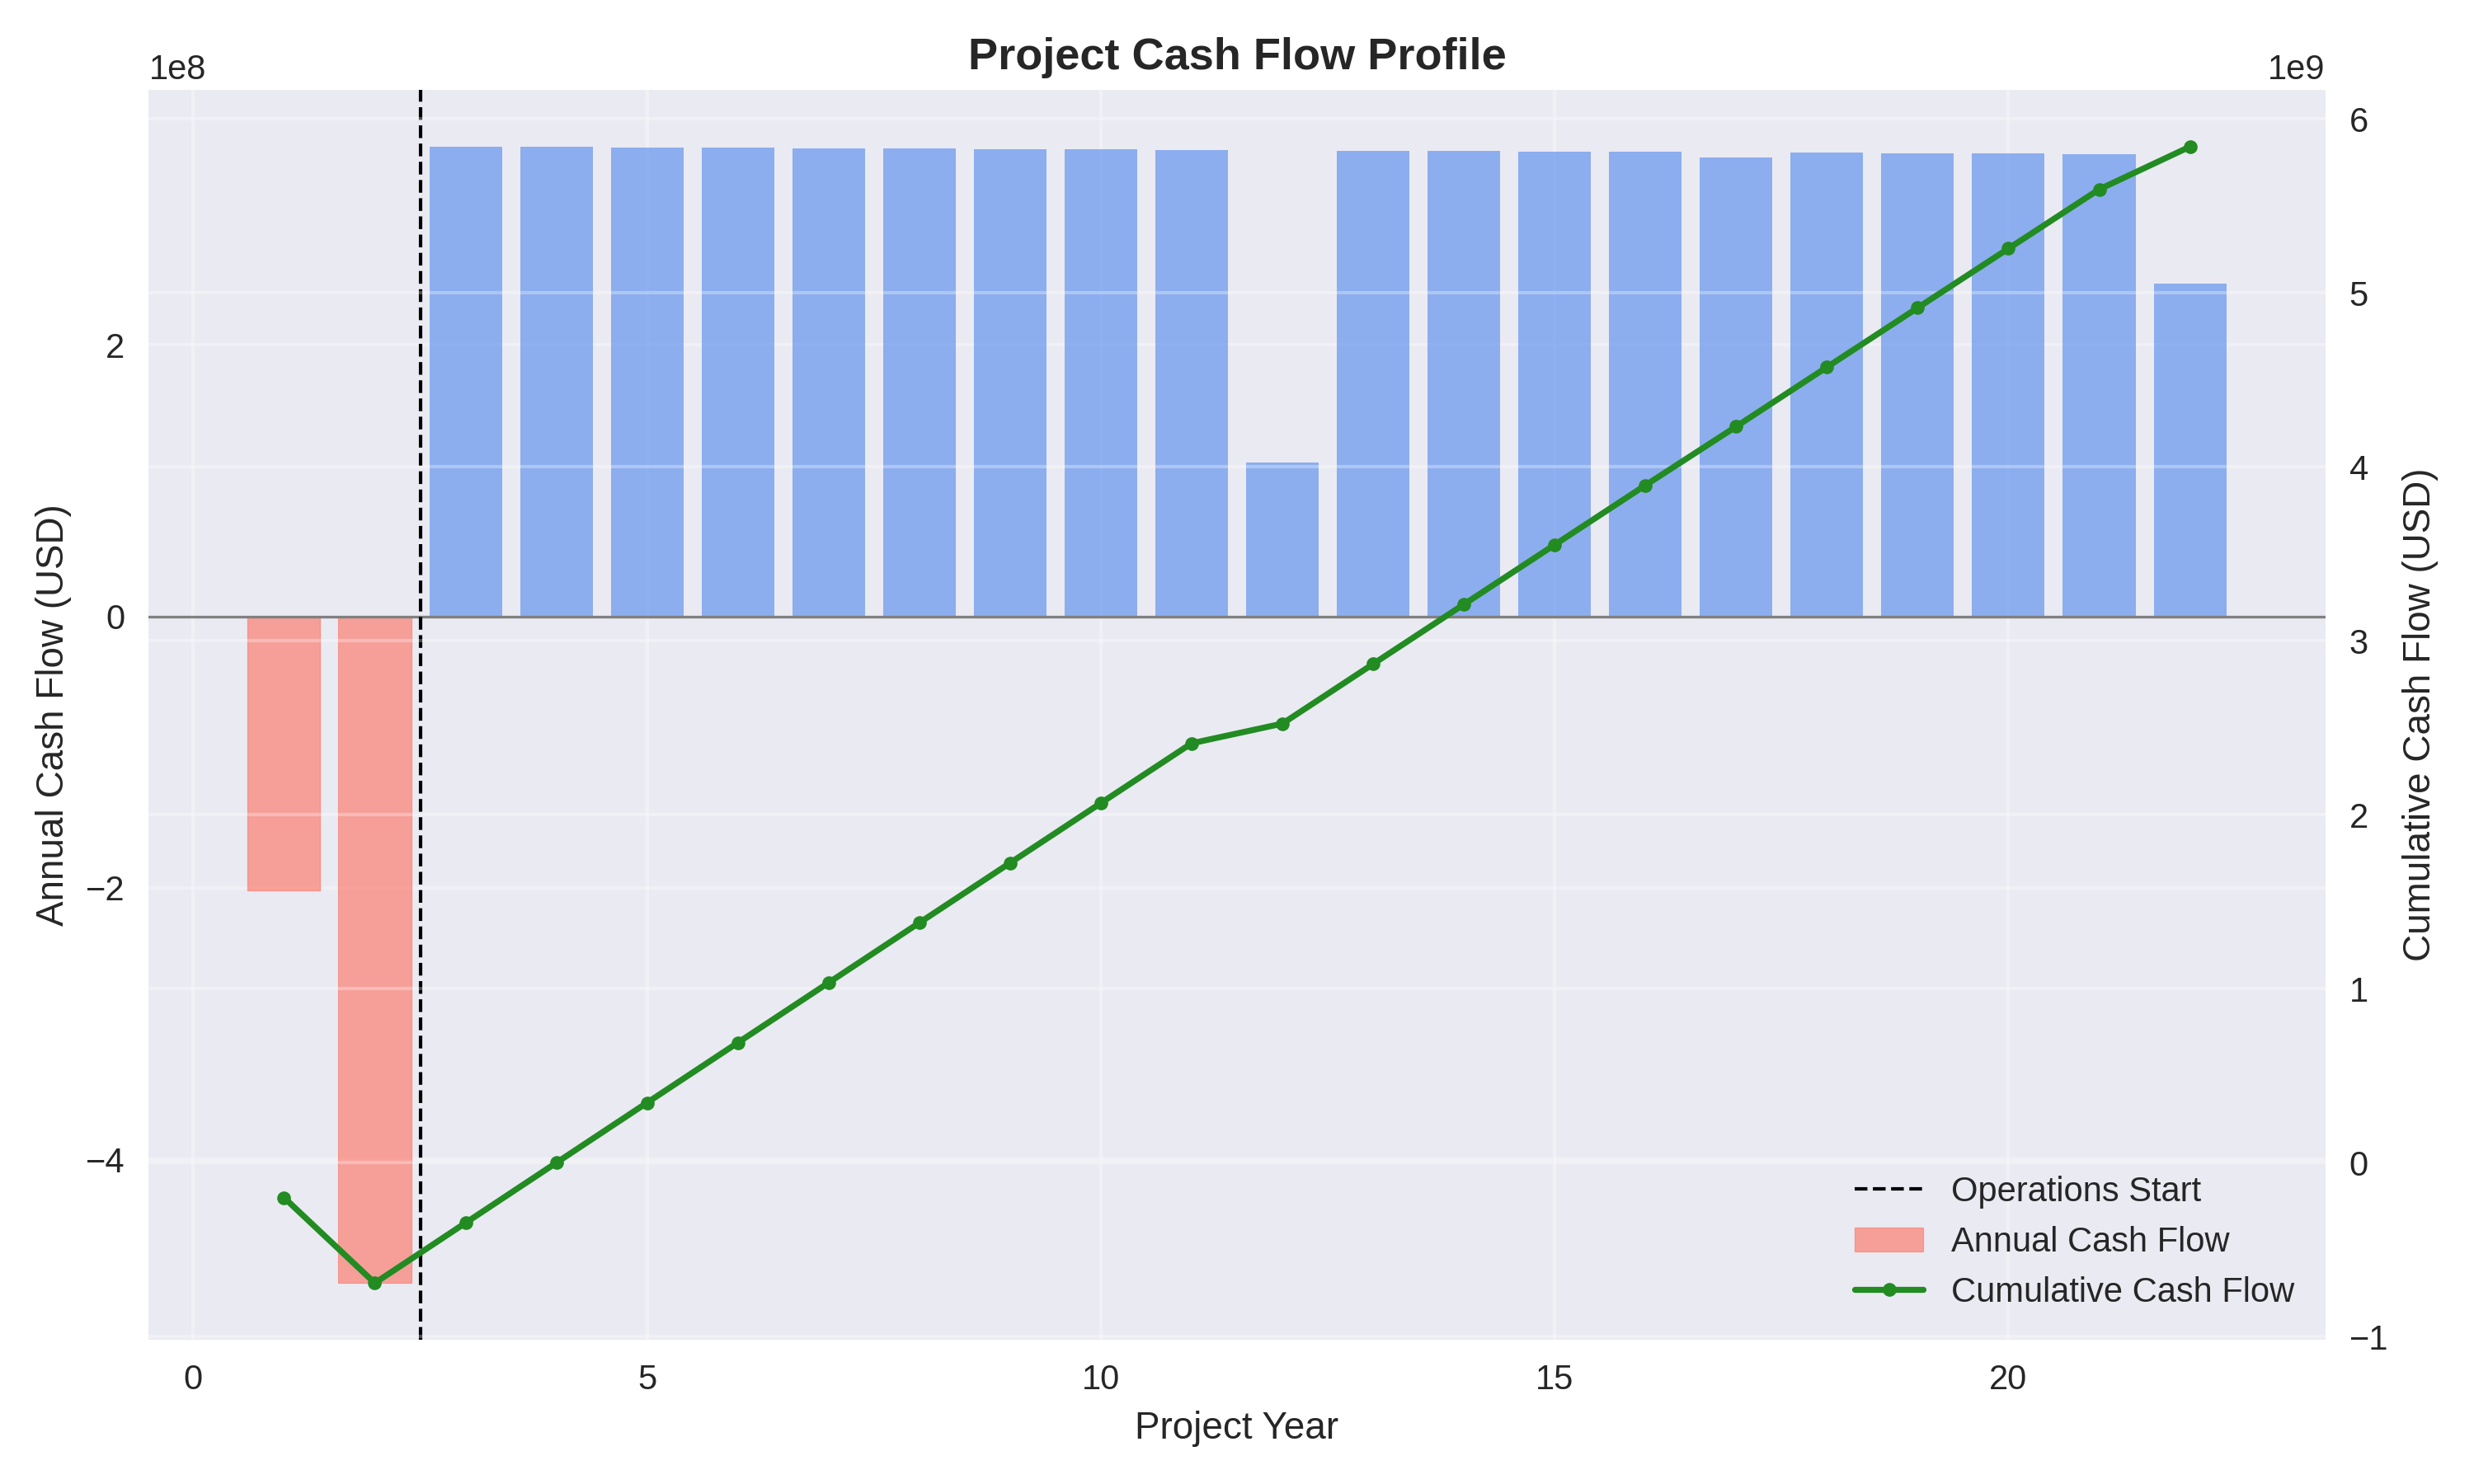 Project Cash Flow Profile
1e8
1e9
Annual Cash Flow (USD)
2
0
−2
−4
6
5
4
3
2
1
0
−1
Cumulative Cash Flow (USD)
Operations Start
Annual Cash Flow
Cumulative Cash Flow
0 5 10 15 20
Project Year